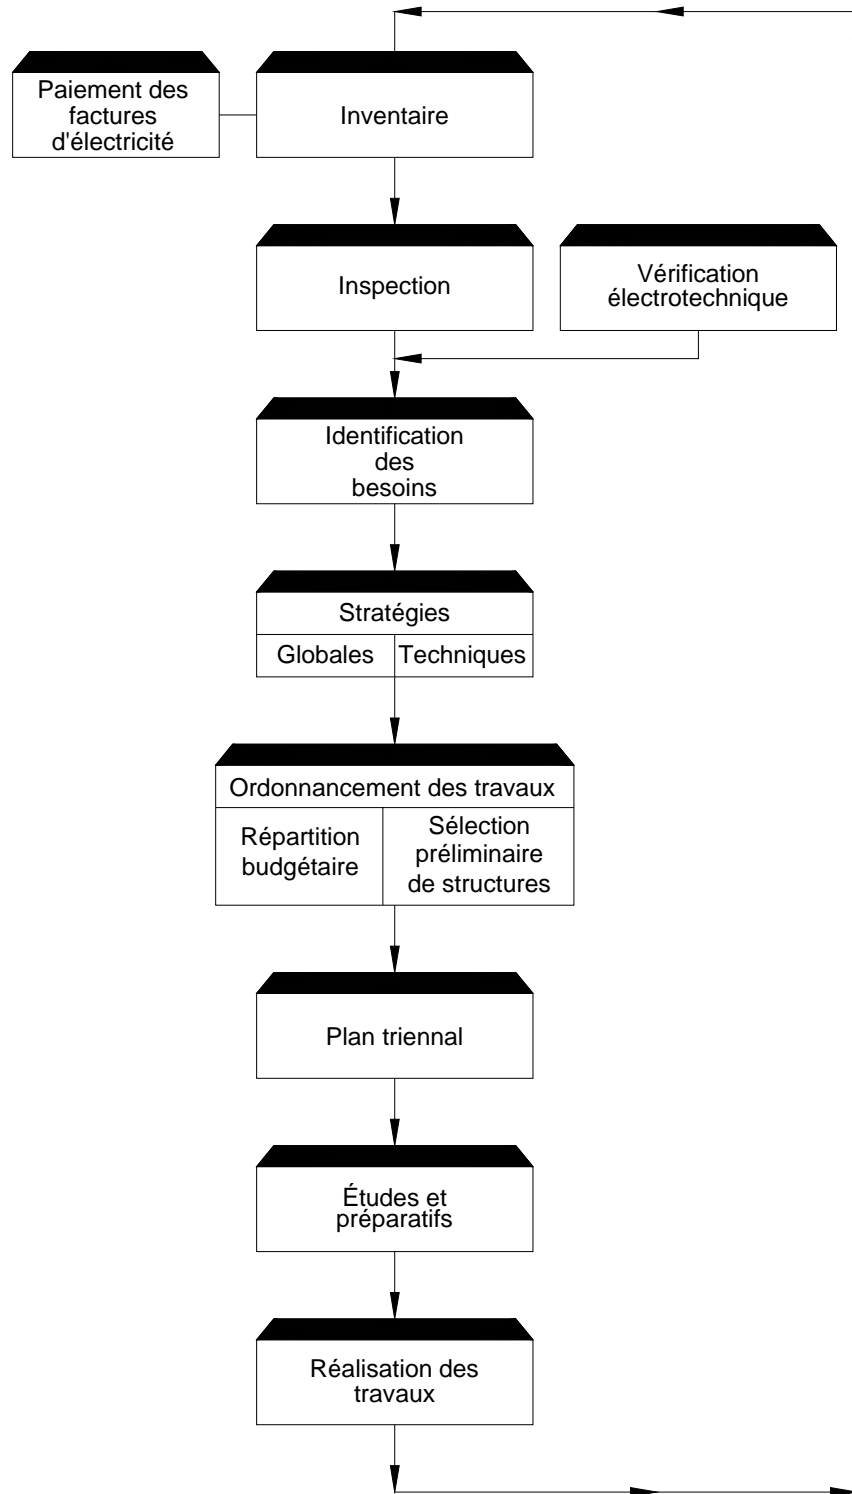 Paiement des
factures
d'électricité
Inventaire
Inspection
Vérification
électrotechnique
Identification
des
besoins
Stratégies
Globales
Techniques
Ordonnancement des travaux
Répartition
budgétaire
Sélection
préliminaire
de structures
Plan triennal
Études et
préparatifs
Réalisation des
travaux